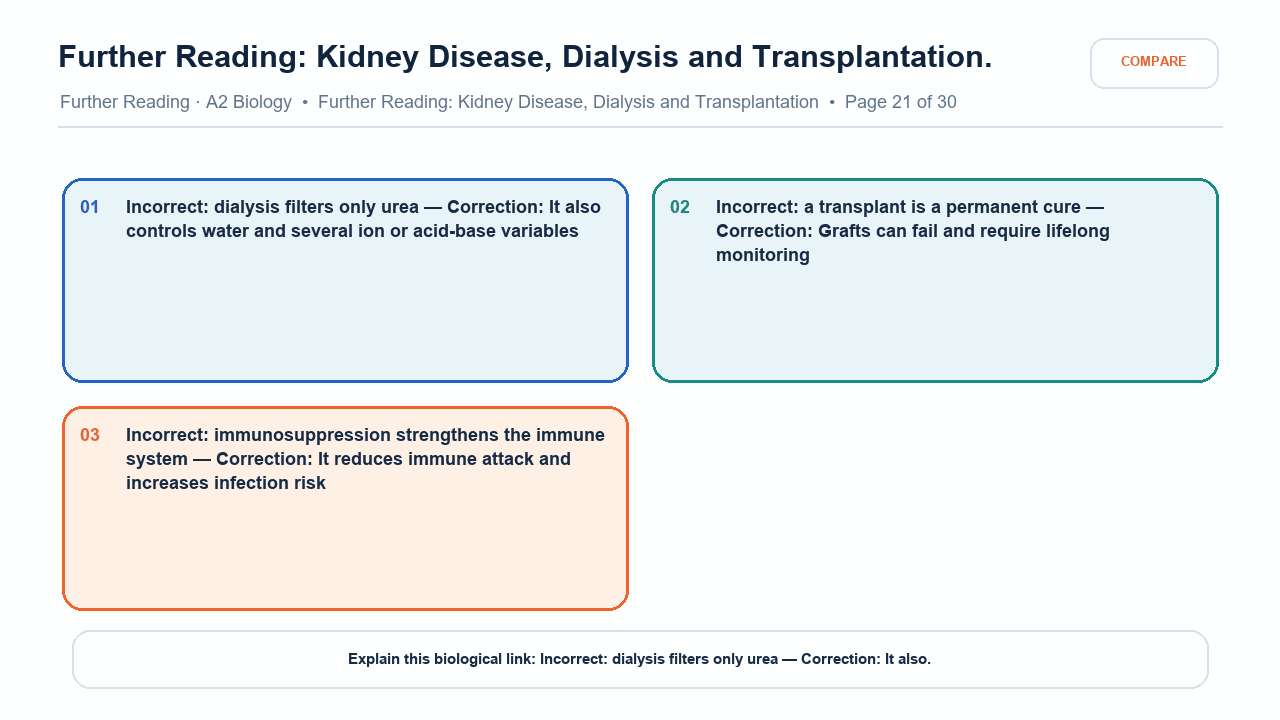 Further Reading: Kidney Disease, Dialysis and Transplantation.
COMPARE
Further Reading · A2 Biology • Further Reading: Kidney Disease, Dialysis and Transplantation • Page 21 of 30
01
Incorrect: dialysis filters only urea — Correction: It also
controls water and several ion or acid-base variables
02
Incorrect: a transplant is a permanent cure —
Correction: Grafts can fail and require lifelong
monitoring
03
Incorrect: immunosuppression strengthens the immune
system — Correction: It reduces immune attack and
increases infection risk
Explain this biological link: Incorrect: dialysis filters only urea — Correction: It also.